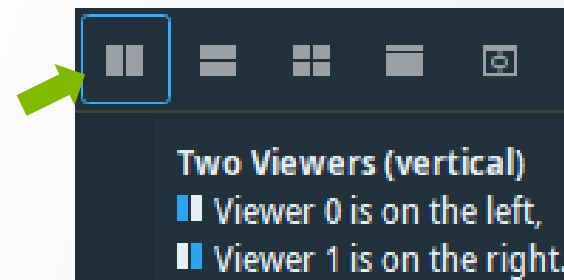 Two Viewers (vertical)
Viewer 0 is on the left,
Viewer 1 is on the right.